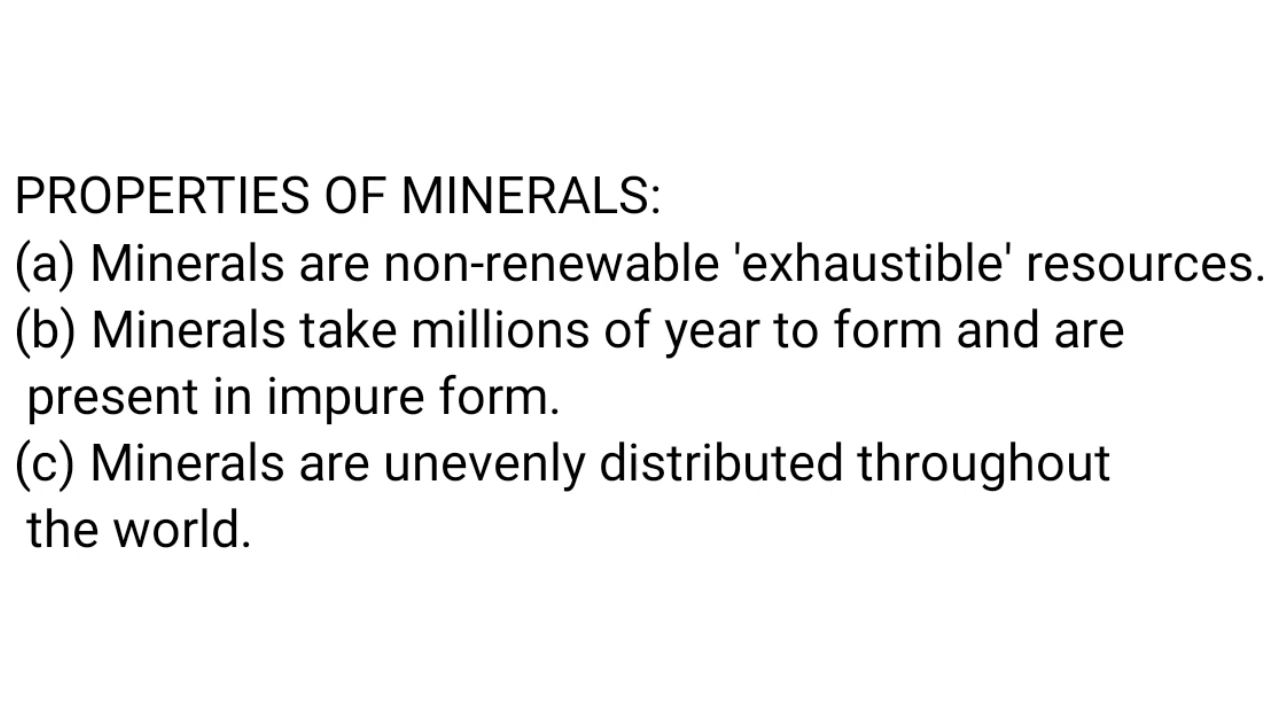 PROPERTIES OF MINERALS:
(a) Minerals are non-renewable 'exhaustible' resources.
(b) Minerals take millions of year to form and are
present in impure form.
(c) Minerals are unevenly distributed throughout
the world.